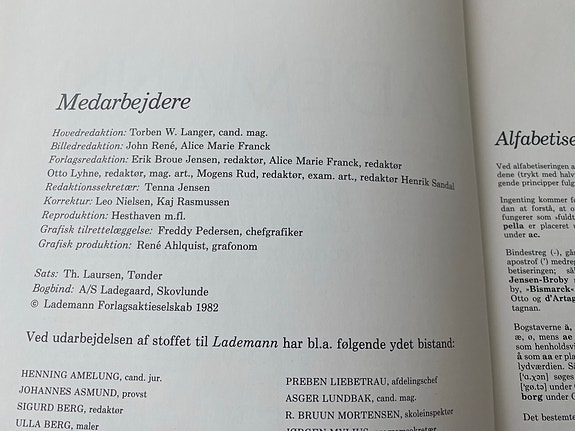 Medarbejdere
Hovedredaktion: Torben W. Langer, cand. mag.
Billedredaktion: John René, Alice Marie Franck
Forlagsredaktion: Erik Broue Jensen, redaktør, Alice Marie Franck, redaktør
Otto Lyhne, redaktør, mag. art., Mogens Rud, redaktør, exam. art., redaktør Henrik Sandal
Redaktionssekretær: Tenna Jensen
Korrektur: Leo Nielsen, Kaj Rasmussen
Reproduktion: Hesthaven m.fl.
Grafisk tilrettelæggelse: Freddy Pedersen, chefgrafiker
Grafisk produktion: René Ahlquist, grafonom
Sats: Th. Laursen, Tønder
Bogbind: A/S Ladegaard, Skovlunde
© Lademann Forlagsaktieselskab 1982
Ved udarbejdelsen af stoffet til Lademann har bl.a. følgende ydet bistand:
HENNING AMELUNG, cand. jur.
JOHANNES ASMUND, provst
SIGURD BERG, redaktør
ULLA BERG, maler
PREBEN LIEBETRAU, afdelingschef
ASGER LUNDBAK, cand. mag.
R. BRUUN MORTENSEN, skoleinspektør
Alfabetise
Ved alfabetiseringen a
dene (trykt med halv
gende principper fulg
Ingenting kommer fo
dan at forstå, at o
fungerer som »fuldt
pella er placeret u
under ac.
Bindestreg (-), gås
apostrof (') medreg
betiseringen; så
Jensen-Broby
by, »Bismarck«
Otto og d'Artag
tagnan.
Bogstaverne ä,
æ, ø, mens ae
som henholdsvi
å som aa er pla
lydværdien. Så
søges
under
borg under G
Det bestemte